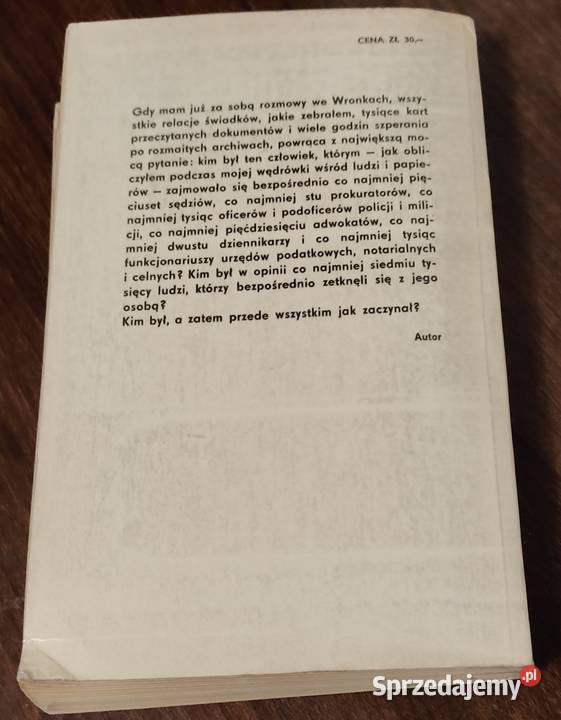 CENA ZŁ 30,—
Gdy mam już za sobą rozmowy we Wronkach, wszy-
stkie relacje świadków, jakie zebrałem, tysiące kart
przeczytanych dokumentów i wiele godzin szperania
po rozmaitych archiwach, powraca z największą mo-
cą pytanie: kim był ten człowiek, którym — jak obli-
czyłem podczas mojej wędrówki wśród ludzi i papie-
rów — zajmowało się bezpośrednio co najmniej pię-
ciuset sędziów, co najmniej stu prokuratorów, co
najmniej tysiąc oficerów i podoficerów policji i mili-
cji, co najmniej pięćdziesięciu adwokatów, co naj-
mniej dwustu dziennikarzy i co najmniej tysiąc
funkcjonariuszy urzędów podatkowych, notarialnych
i celnych? Kim był w opinii co najmniej siedmiu ty-
sięcy ludzi, którzy bezpośrednio zetknęli się z jego
osobą?
Kim był, a zatem przede wszystkim jak zaczynał?
Autor
Sprzedajemy.pl